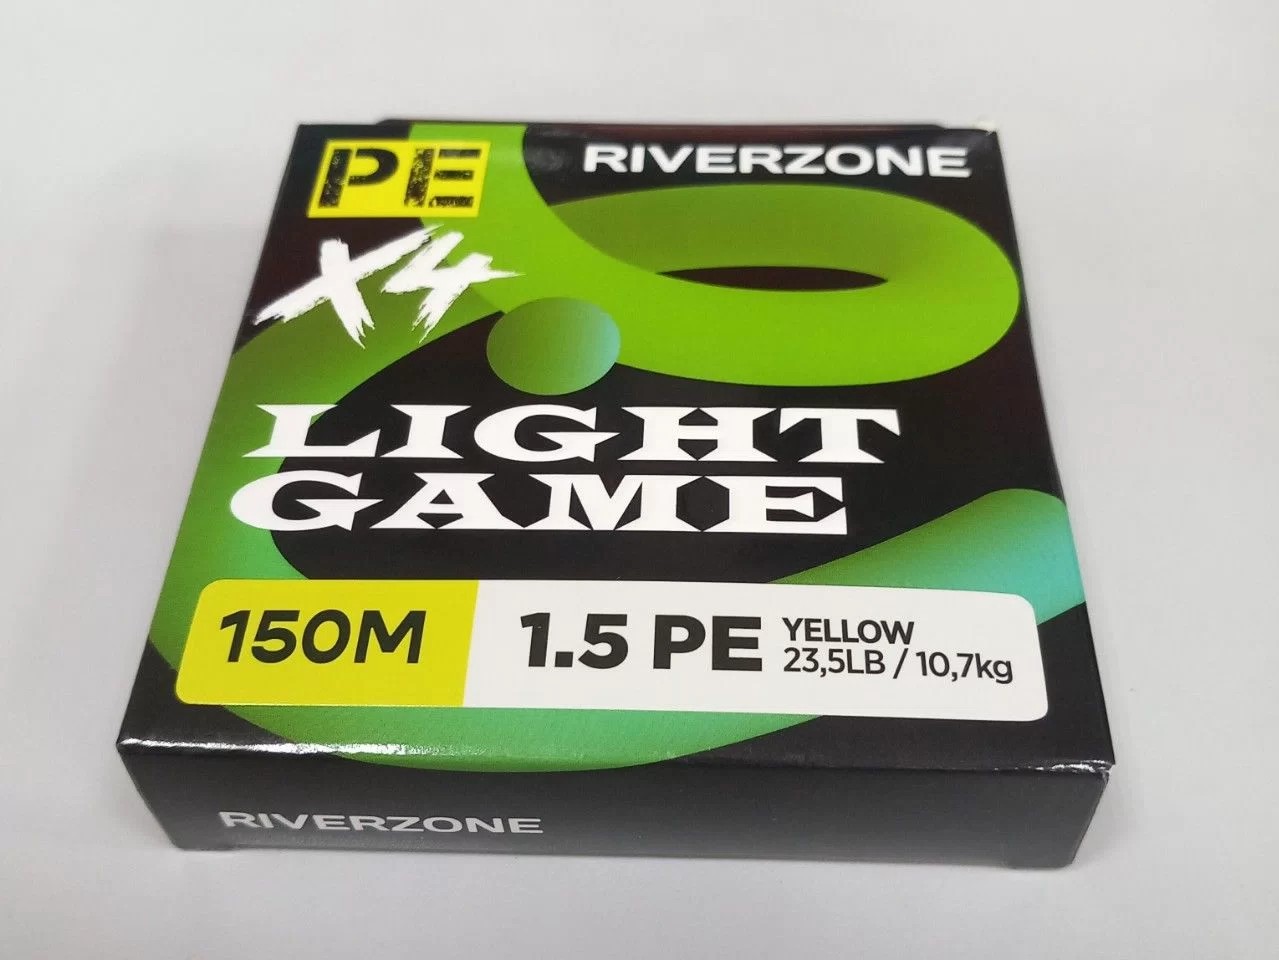 PE
RIVERZONE
X4
LIGHT
GAME
150M
1.5 PE
YELLOW
23,5LB / 10,7kg
RIVERZONE